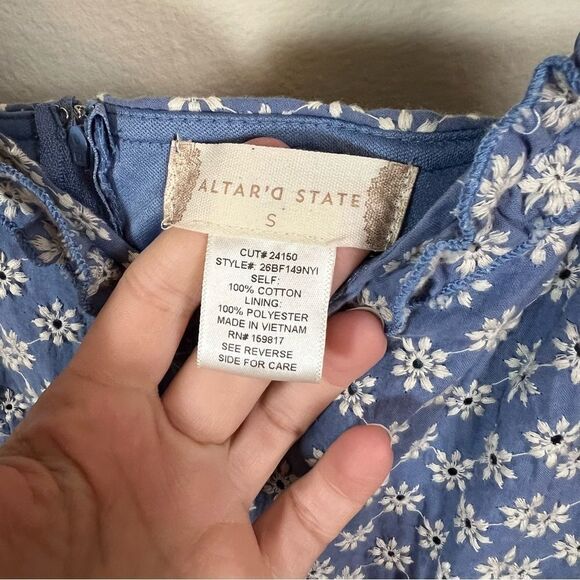 ALTAR'D STATE
S
CUT# 24150
STYLE#: 26BF149NYI
SELF:
100% COTTON
LINING:
100% POLYESTER
MADE IN VIETNAM
RN# 159817
SEE REVERSE
SIDE FOR CARE